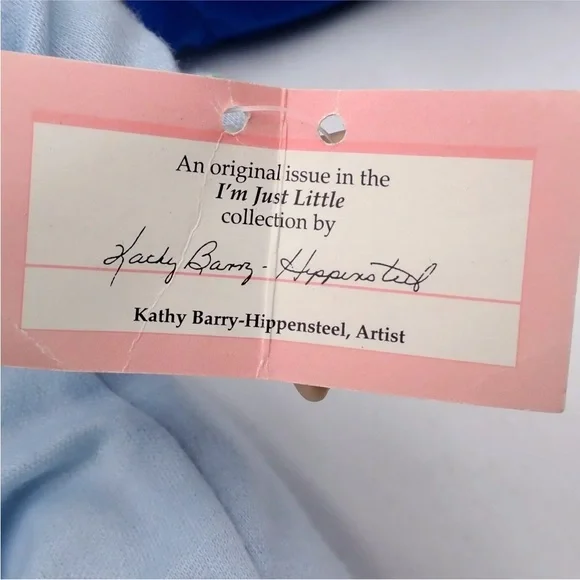 An original issue in the
I'm Just Little
collection by
Kathy Barry-Hippensteel
Kathy Barry-Hippensteel, Artist